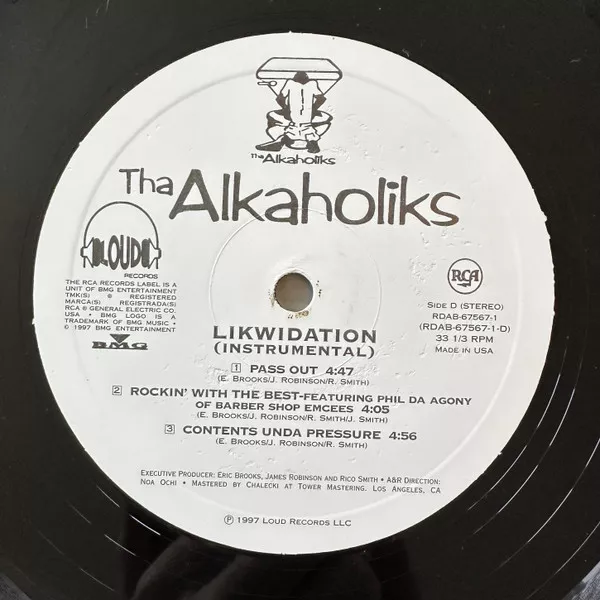 Tha Alkaholiks
Tha Alkaholiks
LOUD
RECORDS
THE RCA RECORDS LABEL IS A
UNIT OF BMG ENTERTAINMENT
TMK(S) ® REGISTERED
MARCA(S) REGISTRADA(S)
RCA ® GENERAL ELECTRIC CO.
USA • BMG LOGO IS A
TRADEMARK OF BMG MUSIC •
© 1997 BMG ENTERTAINMENT
BMG
RCA
SIDE D (STEREO)
RDAB-67567-1
(RDAB-67567-1-D)
33 1/3 RPM
MADE IN USA
LIKWIDATION
(INSTRUMENTAL)
1 PASS OUT 4:47
(E. BROOKS/J. ROBINSON/R. SMITH)
2 ROCKIN' WITH THE BEST-FEATURING PHIL DA AGONY
OF BARBER SHOP EMCEES 4:05
(E. BROOKS/J. ROBINSON/R. SMITH/J. SMITH)
3 CONTENTS UNDA PRESSURE 4:56
(E. BROOKS/J. ROBINSON/R. SMITH)
EXECUTIVE PRODUCER: ERIC BROOKS, JAMES ROBINSON AND RICO SMITH • A&R DIRECTION:
NOA OCHI • MASTERED BY CHALECKI AT TOWER MASTERING. LOS ANGELES, CA
℗ 1997 LOUD RECORDS LLC